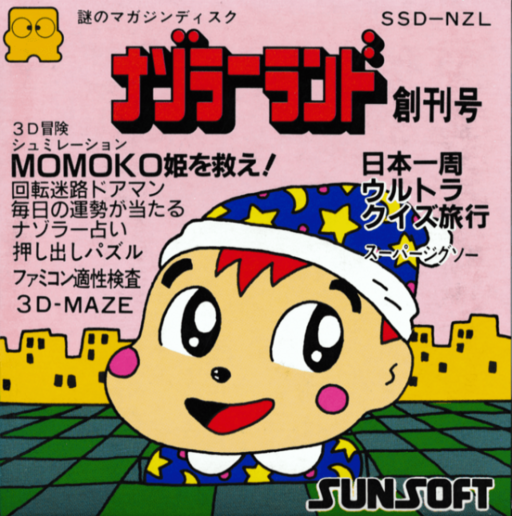 謎のマガジンディスク
SSD-NZL
ナゾラーランド
創刊号
3D冒険
シュミレーション
MOMOKO姫を救え!
回転迷路ドアマン
毎日の運勢が当たる
ナゾラー占い
押し出しパズル
ファミコン適性検査
3D-MAZE
日本一周
ウルトラ
クイズ旅行
スーパージグソー
SUNSOFT